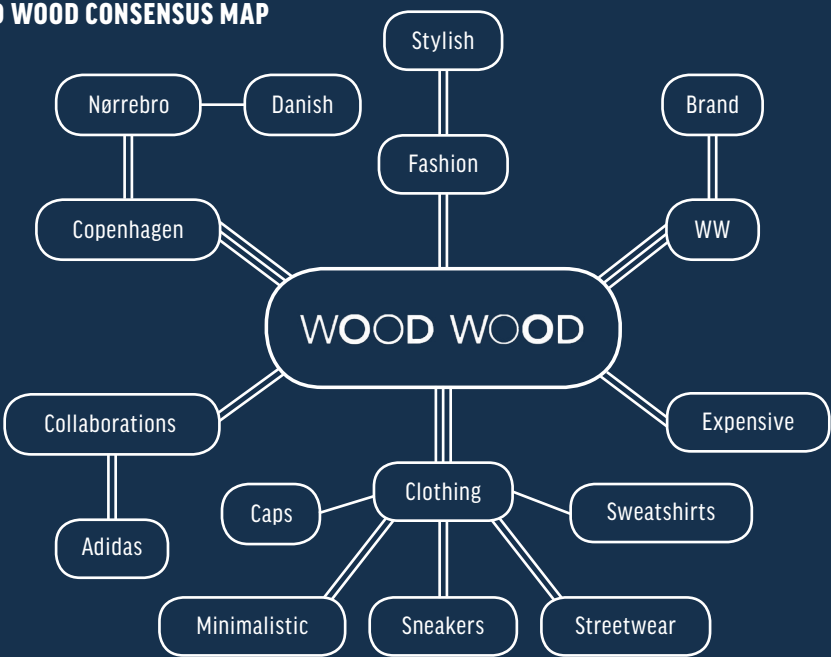 WOOD CONSENSUS MAP
Stylish
Nørrebro
Danish
Brand
Fashion
Copenhagen
WW
WOOD WOOD
Collaborations
Expensive
Clothing
Caps
Sweatshirts
Adidas
Minimalistic
Sneakers
Streetwear